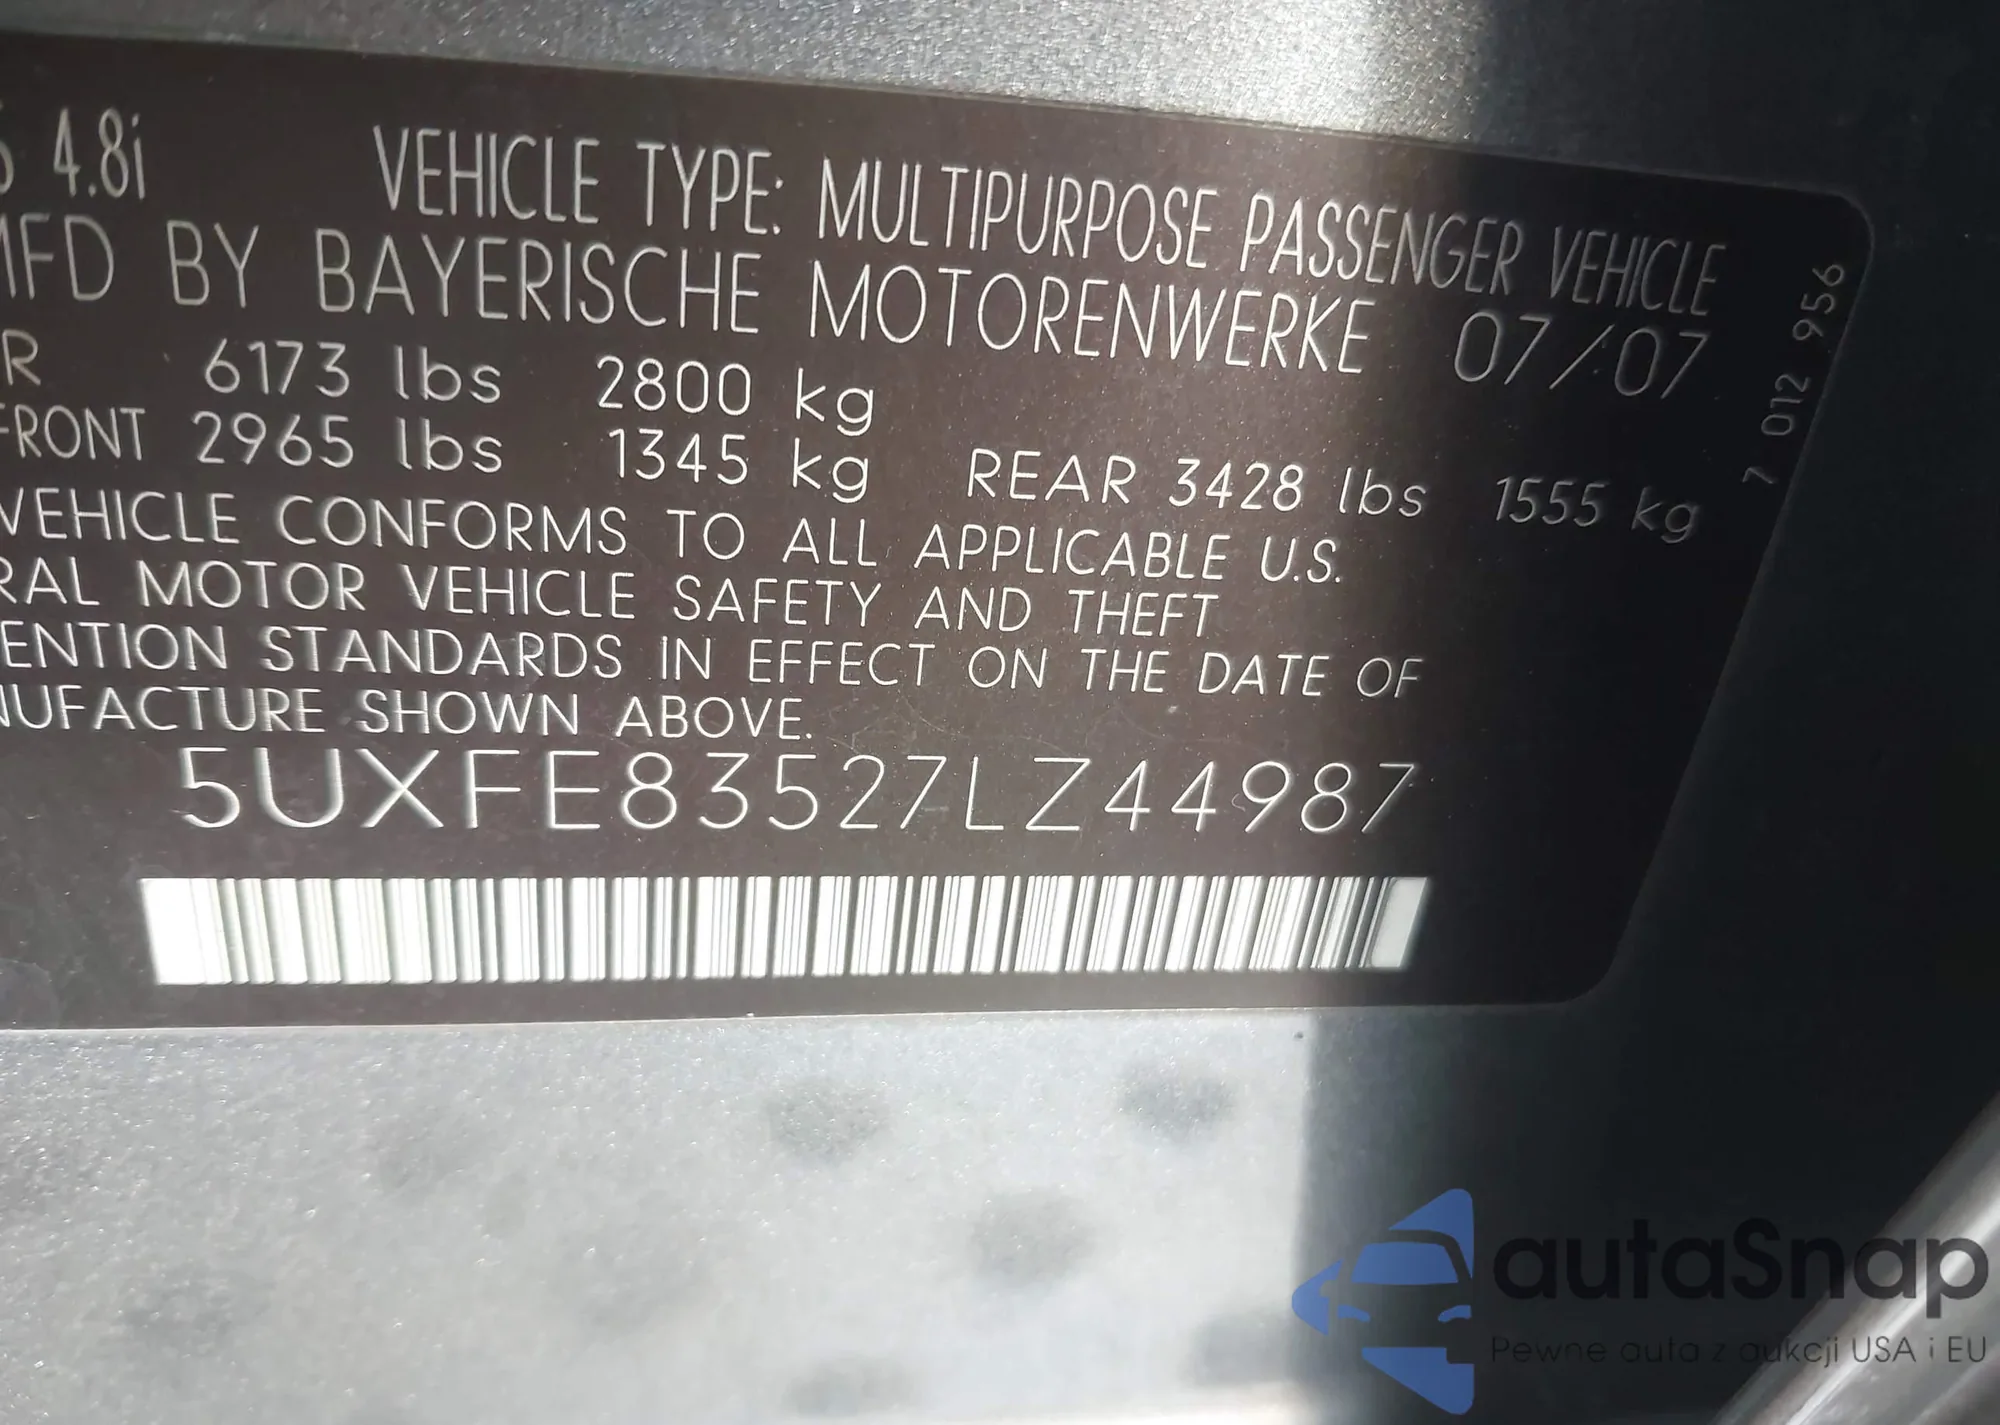 4.8i VEHICLE TYPE: MULTIPURPOSE PASSENGER VEHICLE
MFD BY BAYERISCHE MOTORENWERKE 07/07
R 6173 lbs 2800 kg
FRONT 2965 lbs 1345 kg REAR 3428 lbs 1555 kg
VEHICLE CONFORMS TO ALL APPLICABLE U.S.
RAL MOTOR VEHICLE SAFETY AND THEFT
ENTION STANDARDS IN EFFECT ON THE DATE OF
NUFACTURE SHOWN ABOVE.
5UXFE83527LZ44987
7 012 956
autaSnap
Pewne auta z aukcji USA i EU